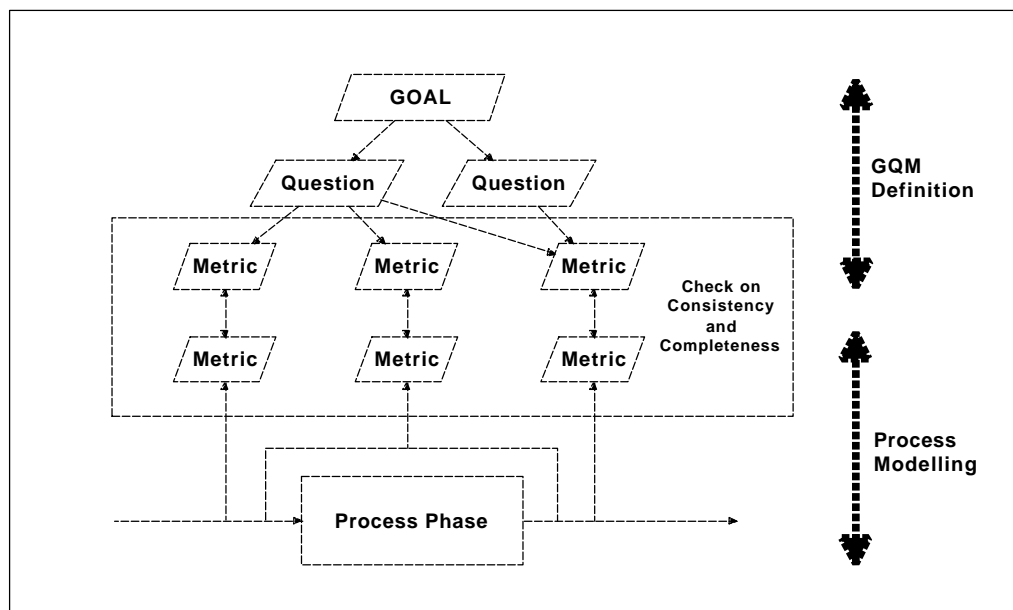 GOAL
Question
Question
GQM
Definition
Metric
Metric
Metric
Check on
Consistency
and
Completeness
Metric
Metric
Metric
Process
Modelling
Process Phase